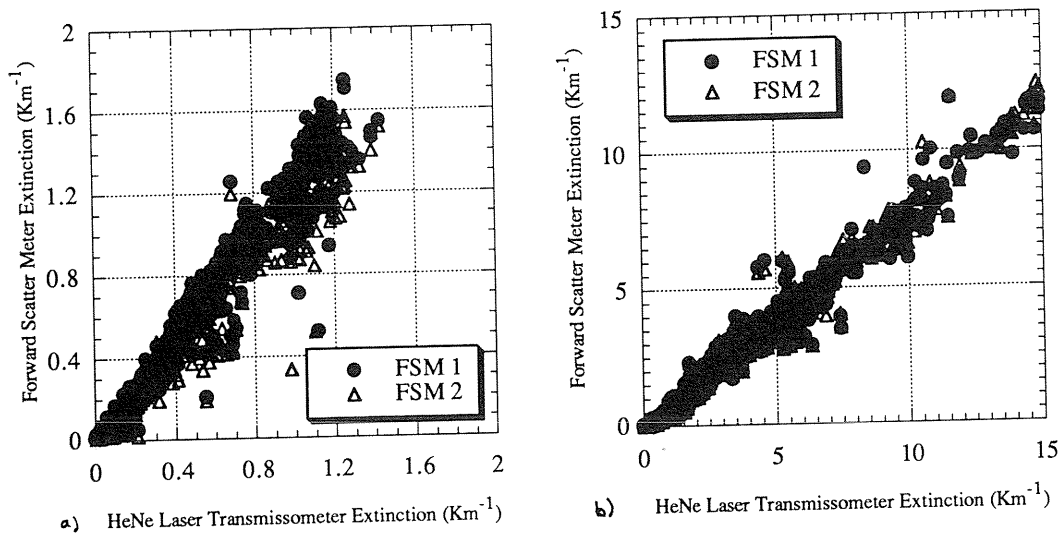 Forward Scatter Meter Extinction (Km⁻¹)
2
1.6
1.2
0.8
0.4
0
FSM 1
FSM 2
0 0.4 0.8 1.2 1.6 2
a) HeNe Laser Transmissometer Extinction (Km⁻¹)
Forward Scatter Meter Extinction (Km⁻¹)
15
10
5
0
FSM 1
FSM 2
0 5 10 15
b) HeNe Laser Transmissometer Extinction (Km⁻¹)